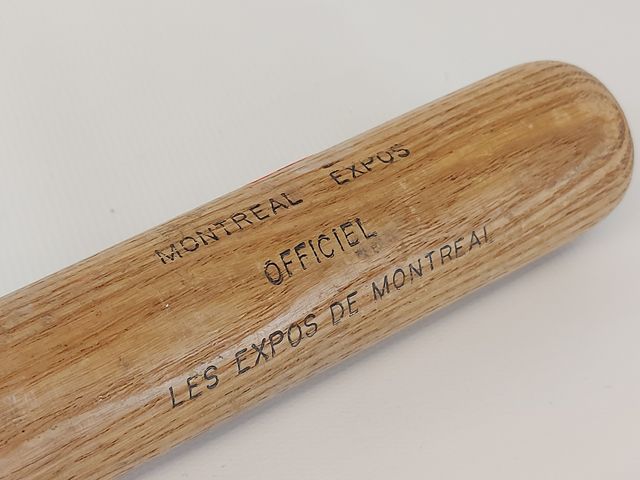 MONTREAL EXPOS
OFFICIEL
LES EXPOS DE MONTREAL